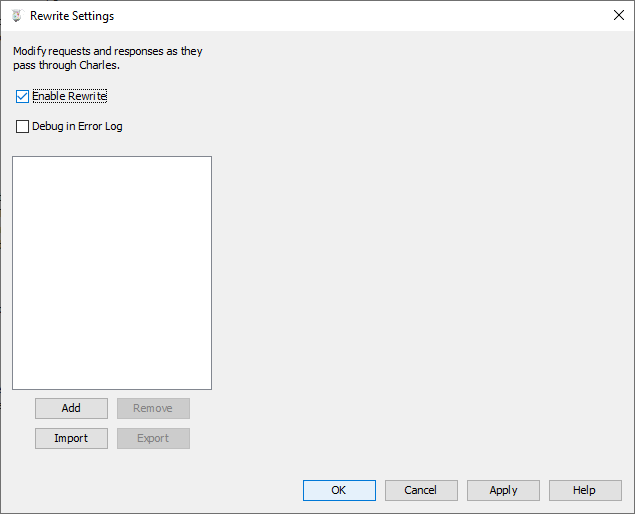 Rewrite Settings
Modify requests and responses as they
pass through Charles.
Enable Rewrite
Debug in Error Log
Add
Remove
Import
Export
OK
Cancel
Apply
Help